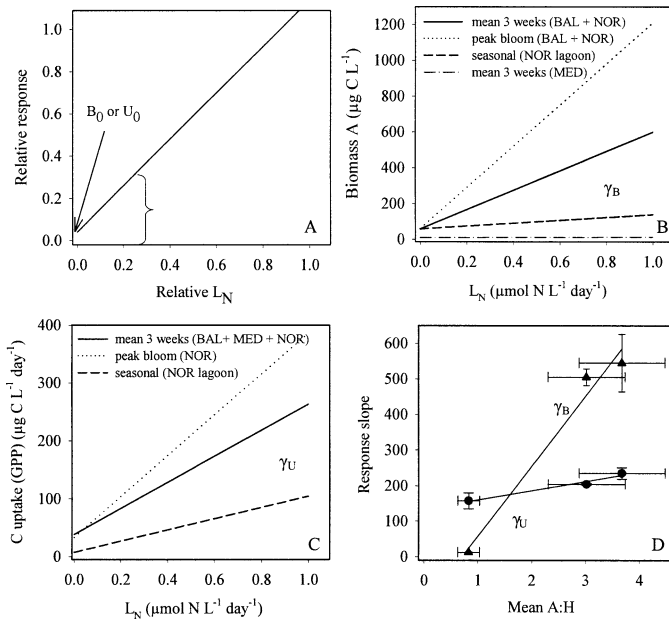 1.0
0.8
0.6
0.4
0.2
0.0
Relative response
B0 or U0
A
0.0 0.2 0.4 0.6 0.8 1.0
Relative LN
1200
1000
800
600
400
200
0
Biomass A (µg C L-1)
mean 3 weeks (BAL + NOR)
peak bloom (BAL + NOR)
seasonal (NOR lagoon)
mean 3 weeks (MED)
γB
B
0.0 0.2 0.4 0.6 0.8 1.0
LN (µmol N L-1 day-1)
400
300
200
100
0
C uptake (GPP) (µg C L-1 day-1)
mean 3 weeks (BAL+ MED + NOR)
peak bloom (NOR)
seasonal (NOR lagoon)
γU
C
0.0 0.2 0.4 0.6 0.8 1.0
LN (µmol N L-1 day-1)
600
500
400
300
200
100
0
Response slope
γB
γU
D
0 1 2 3 4
Mean A:H